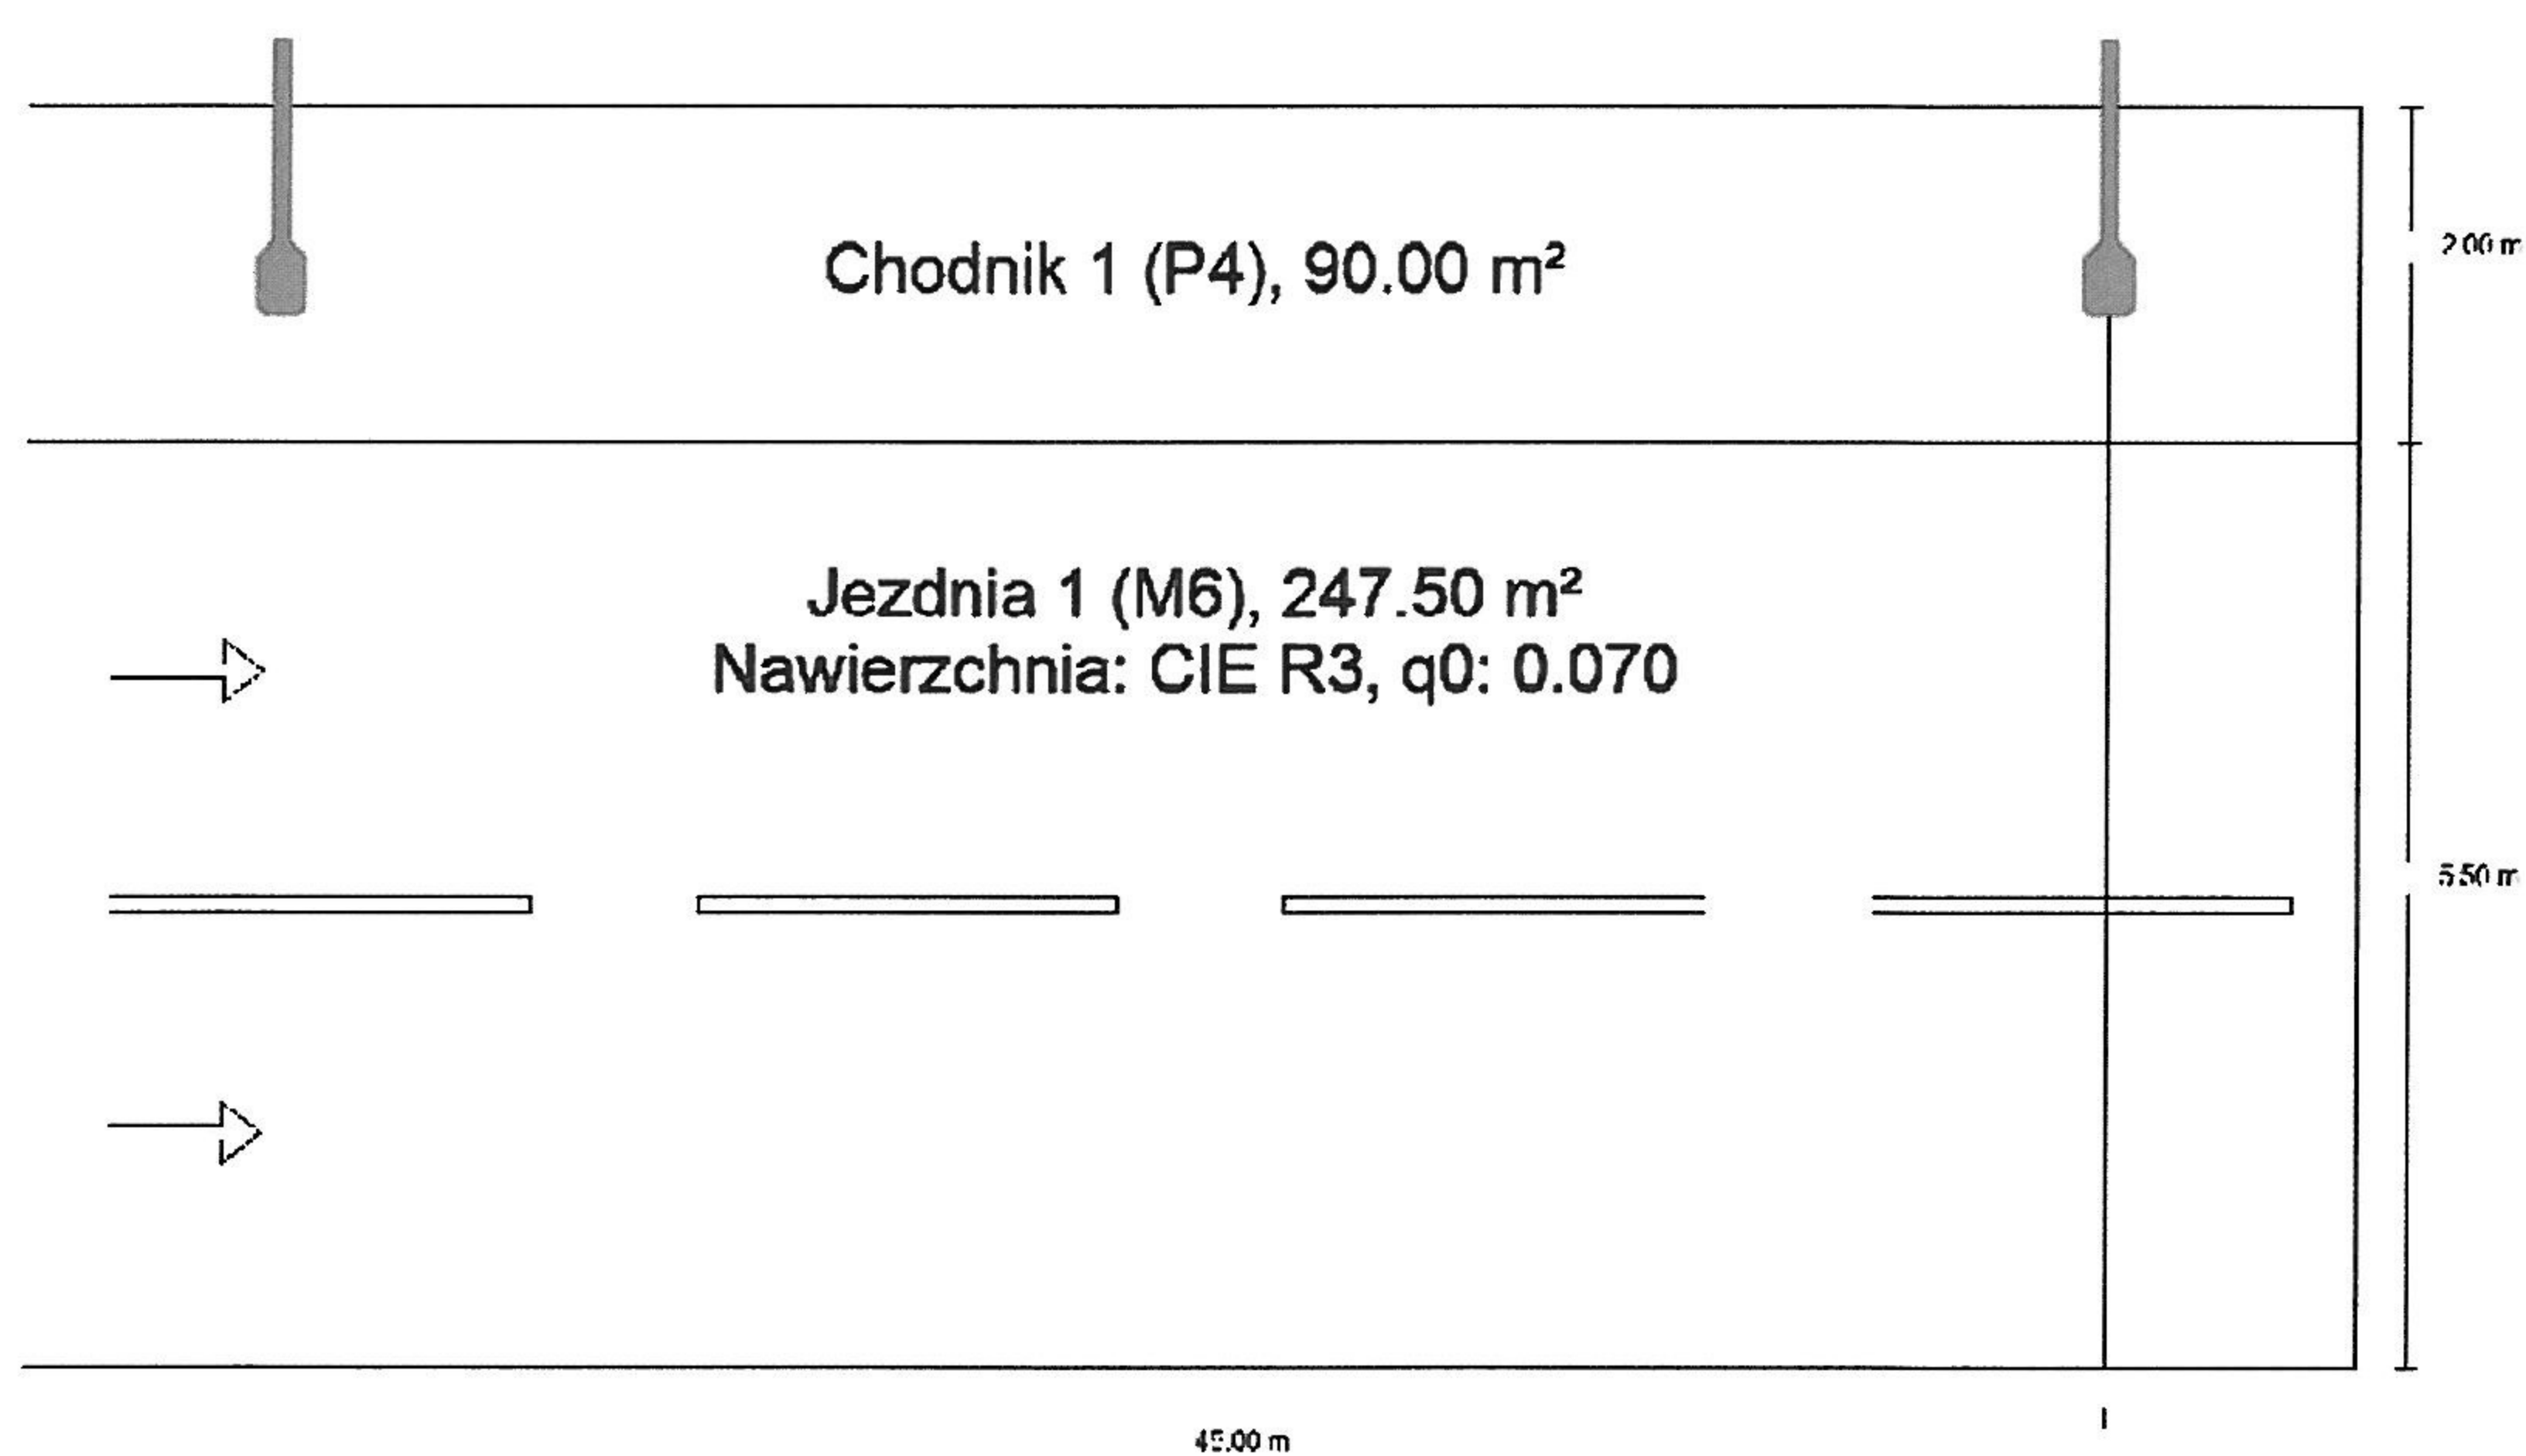 Chodnik 1 (P4), 90.00 m²
2.00 m
Jezdnia 1 (M6), 247.50 m²
Nawierzchnia: CIE R3, q0: 0.070
5.50 m
45.00 m